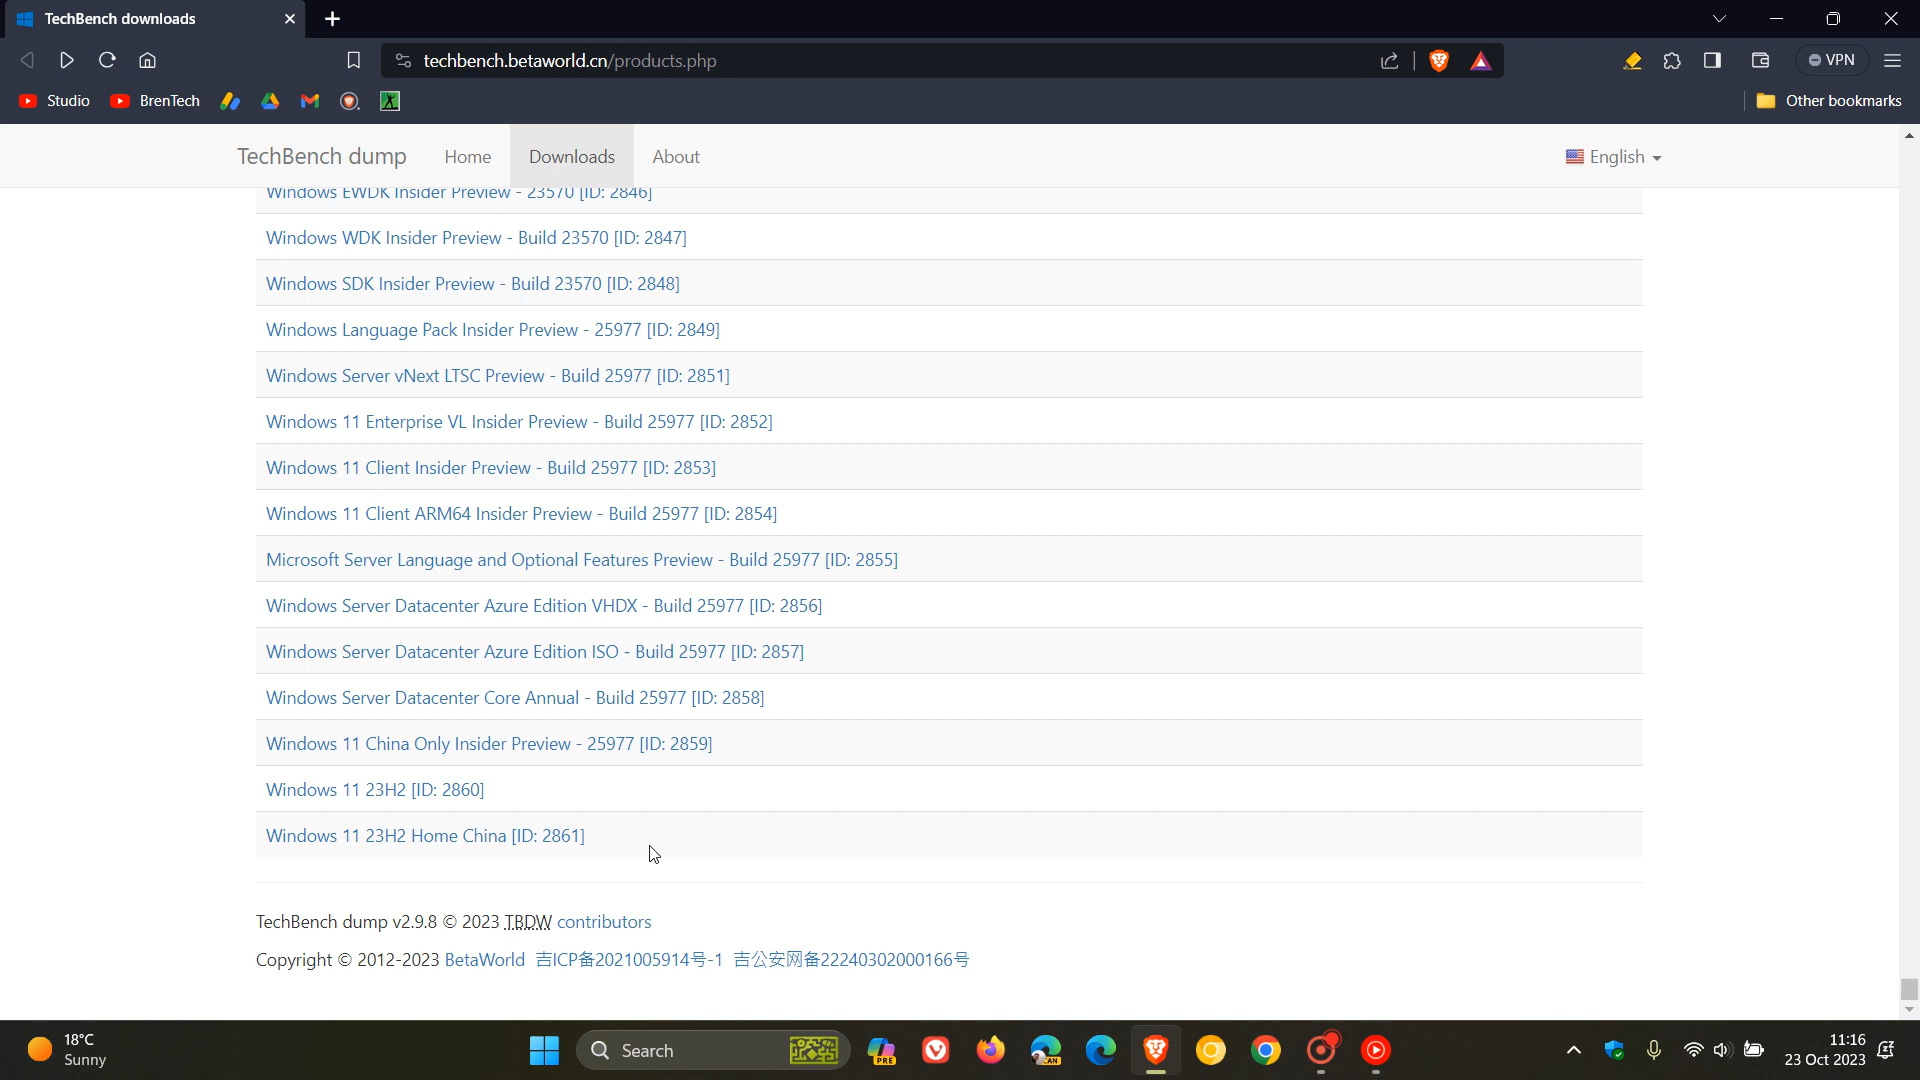 TechBench downloads
techbench.betaworld.cn/products.php
VPN
Studio
BrenTech
Other bookmarks
TechBench dump
Home
Downloads
About
English
Windows EWDK Insider Preview - 23570 [ID: 2846]
Windows WDK Insider Preview - Build 23570 [ID: 2847]
Windows SDK Insider Preview - Build 23570 [ID: 2848]
Windows Language Pack Insider Preview - 25977 [ID: 2849]
Windows Server vNext LTSC Preview - Build 25977 [ID: 2851]
Windows 11 Enterprise VL Insider Preview - Build 25977 [ID: 2852]
Windows 11 Client Insider Preview - Build 25977 [ID: 2853]
Windows 11 Client ARM64 Insider Preview - Build 25977 [ID: 2854]
Microsoft Server Language and Optional Features Preview - Build 25977 [ID: 2855]
Windows Server Datacenter Azure Edition VHDX - Build 25977 [ID: 2856]
Windows Server Datacenter Azure Edition ISO - Build 25977 [ID: 2857]
Windows Server Datacenter Core Annual - Build 25977 [ID: 2858]
Windows 11 China Only Insider Preview - 25977 [ID: 2859]
Windows 11 23H2 [ID: 2860]
Windows 11 23H2 Home China [ID: 2861]
TechBench dump v2.9.8 © 2023 TBDW contributors
Copyright © 2012-2023 BetaWorld 吉ICP备2021005914号-1 吉公安网备22240302000166号
18°C
Sunny
Search
PRE
CAN
11:16
23 Oct 2023